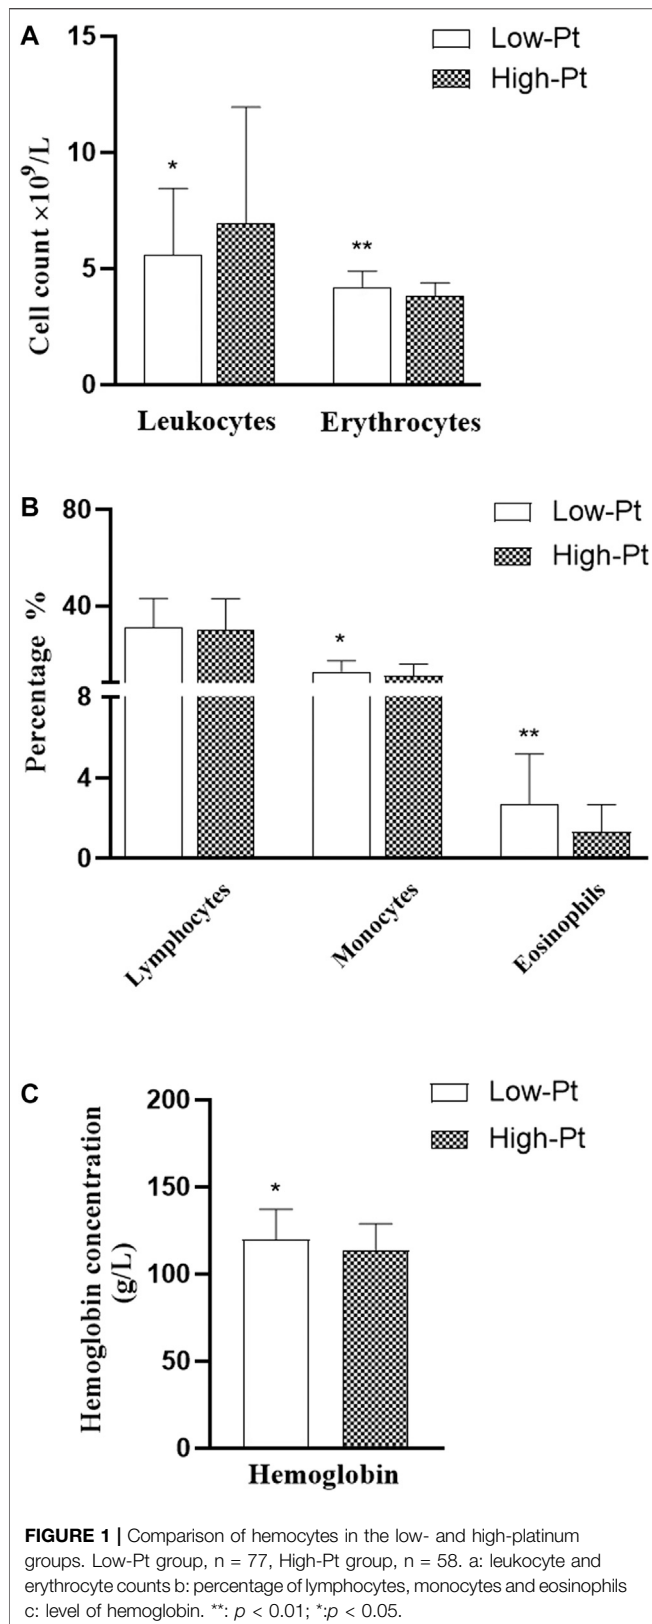 A
Low-Pt
High-Pt
15
10
5
0
Cell count ×10⁹/L
*
**
Leukocytes
Erythrocytes
B
Low-Pt
High-Pt
80
40
8
4
0
Percentage %
*
**
Lymphocytes
Monocytes
Eosinophils
C
Low-Pt
High-Pt
200
150
100
50
0
Hemoglobin concentration
(g/L)
*
Hemoglobin
FIGURE 1 | Comparison of hemocytes in the low- and high-platinum
groups. Low-Pt group, n = 77, High-Pt group, n = 58. a: leukocyte and
erythrocyte counts b: percentage of lymphocytes, monocytes and eosinophils
c: level of hemoglobin. **: p < 0.01; *:p < 0.05.